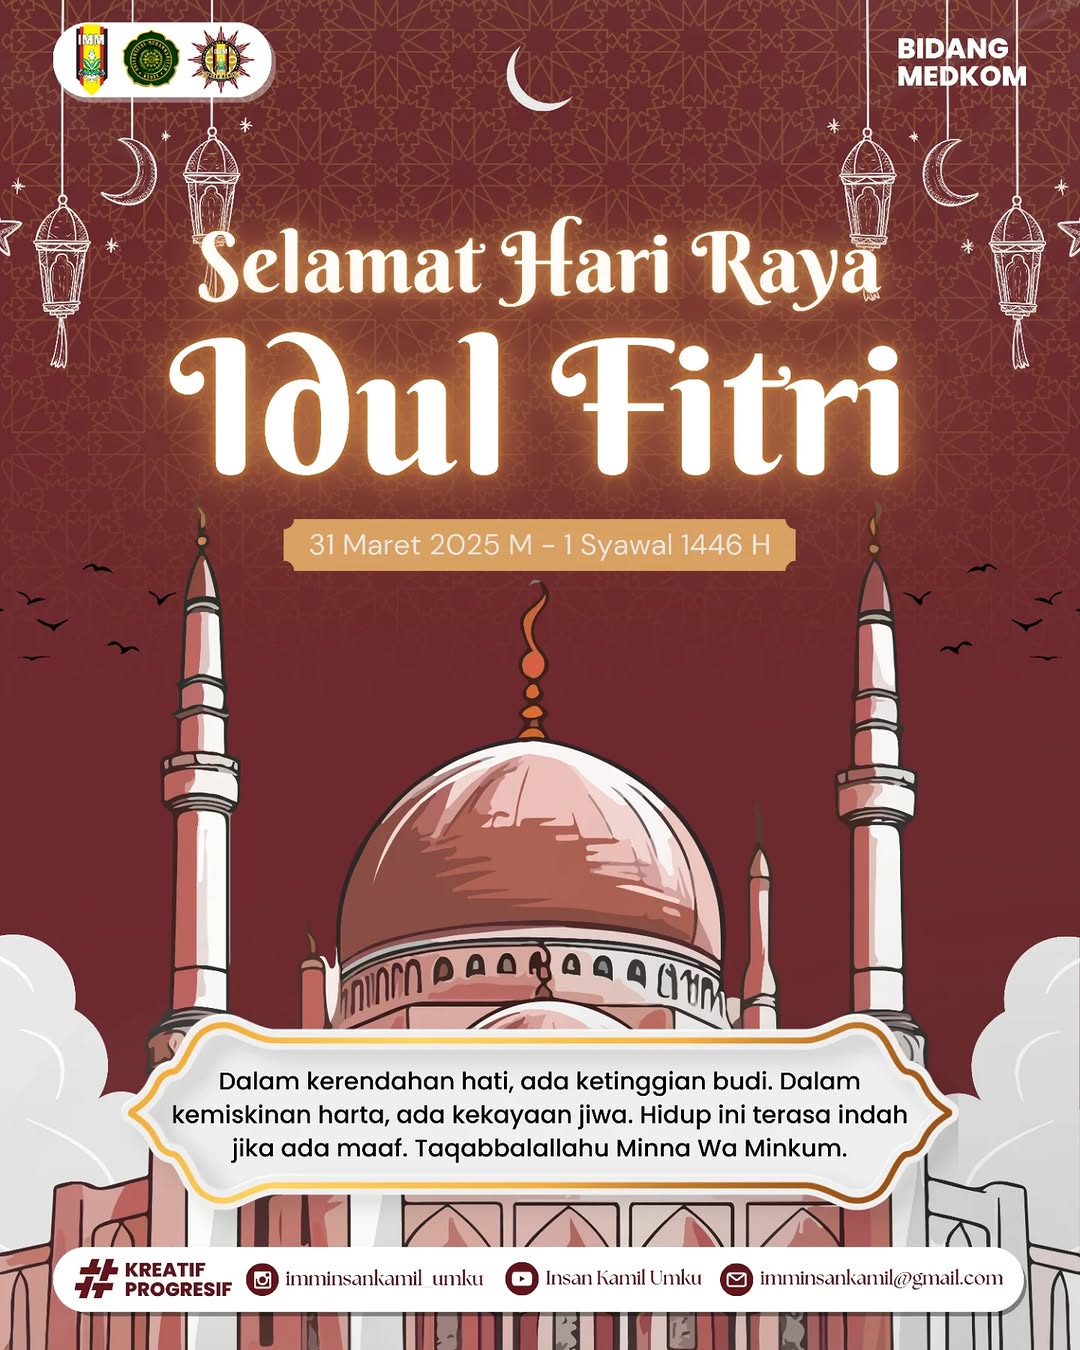 IMM
BIDANG
MEDKOM
Selamat Hari Raya
Idul Fitri
31 Maret 2025 M - 1 Syawal 1446 H
Dalam kerendahan hati, ada ketinggian budi. Dalam
kemiskinan harta, ada kekayaan jiwa. Hidup ini terasa indah
jika ada maaf. Taqabbalallahu Minna Wa Minkum.
# KREATIF
PROGRESIF
imminsankamil_umku
Insan Kamil Umku
imminsankamil@gmail.com